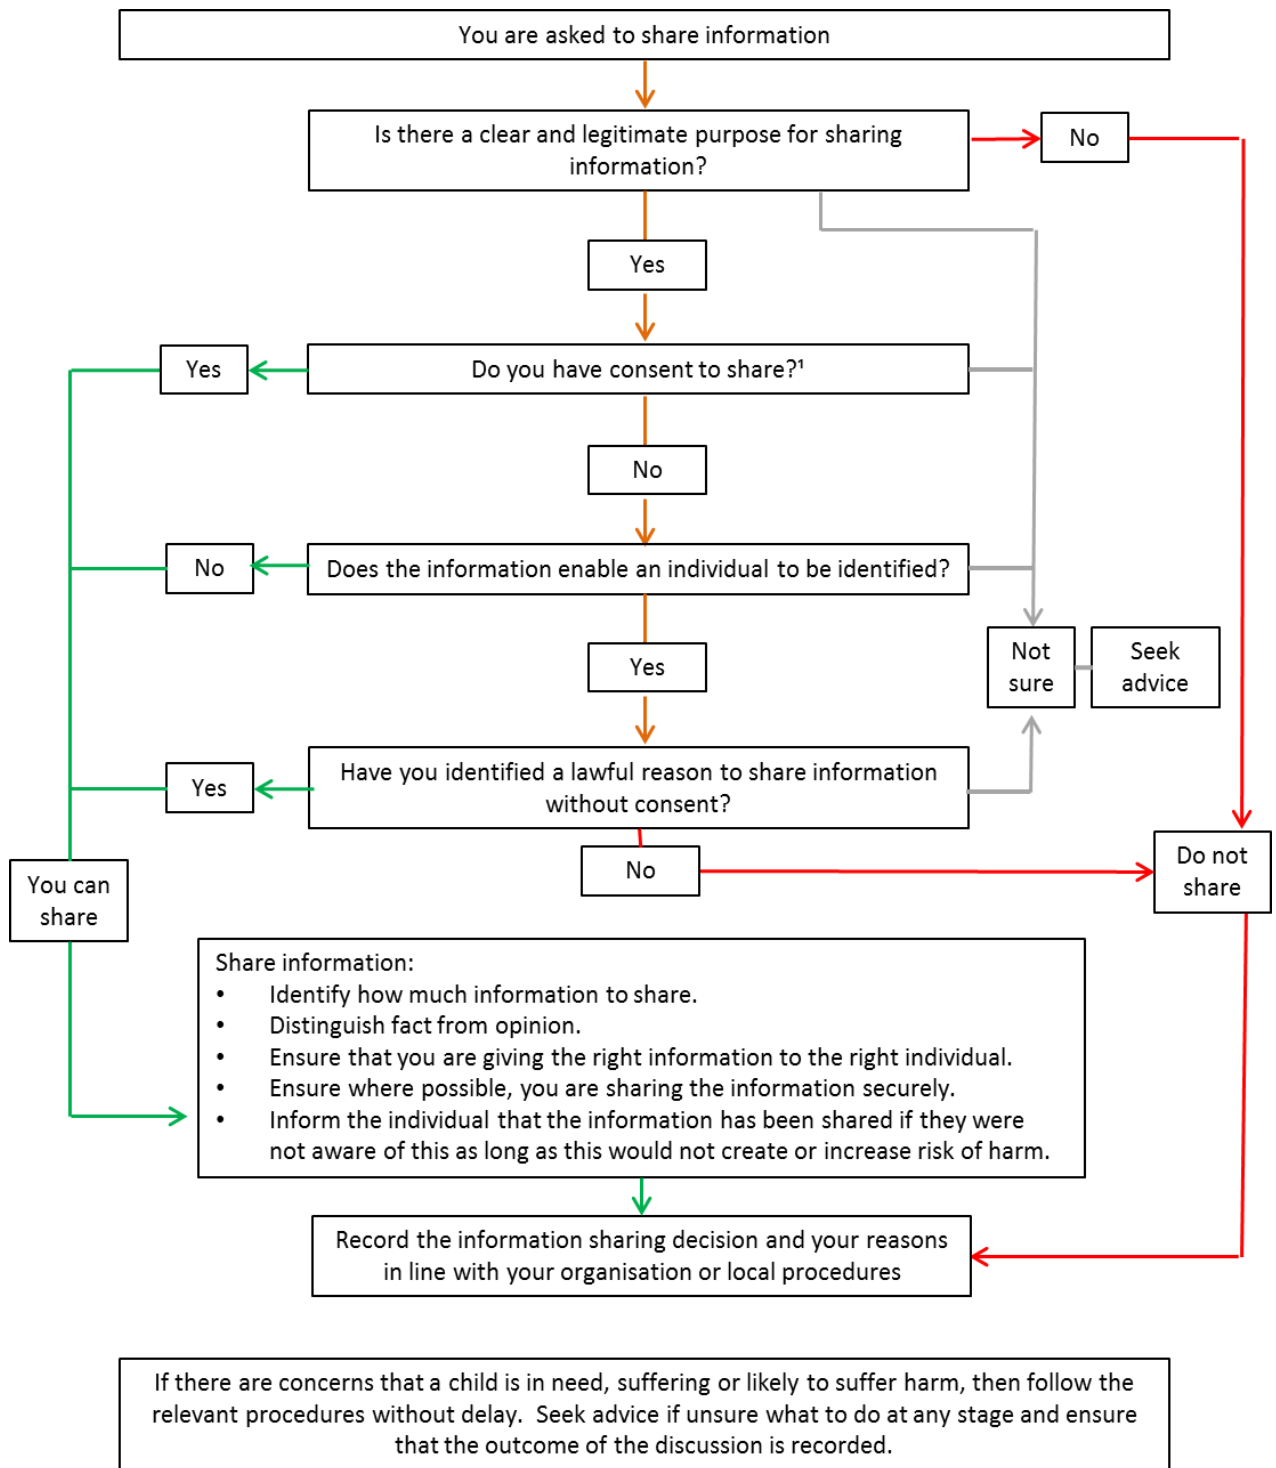 You are asked to share information
Is there a clear and legitimate purpose for sharing
information?
No
Yes
Do you have consent to share?¹
Yes
No
Does the information enable an individual to be identified?
No
Yes
Not
sure
Seek
advice
Have you identified a lawful reason to share information
without consent?
Yes
No
Do not
share
You can
share
Share information:
• Identify how much information to share.
• Distinguish fact from opinion.
• Ensure that you are giving the right information to the right individual.
• Ensure where possible, you are sharing the information securely.
• Inform the individual that the information has been shared if they were
not aware of this as long as this would not create or increase risk of harm.
Record the information sharing decision and your reasons
in line with your organisation or local procedures
If there are concerns that a child is in need, suffering or likely to suffer harm, then follow the
relevant procedures without delay. Seek advice if unsure what to do at any stage and ensure
that the outcome of the discussion is recorded.